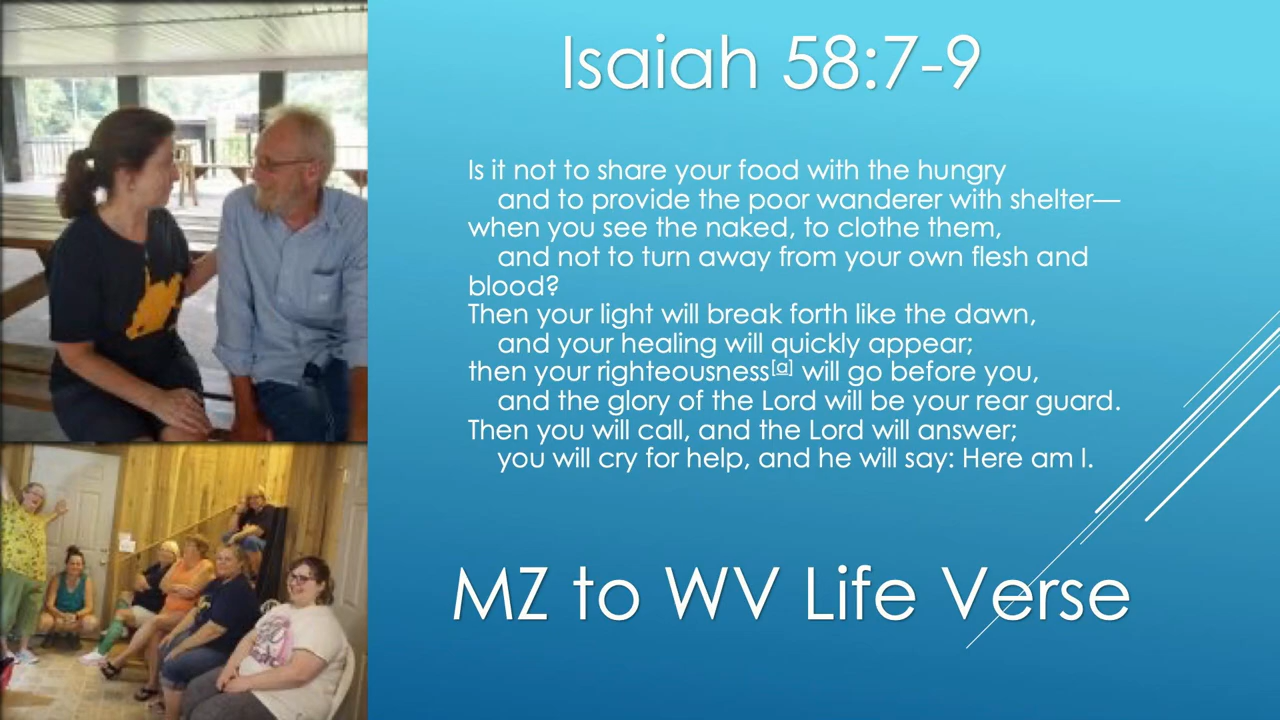 Isaiah 58:7-9
Is it not to share your food with the hungry
and to provide the poor wanderer with shelter—
when you see the naked, to clothe them,
and not to turn away from your own flesh and
blood?
Then your light will break forth like the dawn,
and your healing will quickly appear;
then your righteousness[a] will go before you,
and the glory of the Lord will be your rear guard.
Then you will call, and the Lord will answer;
you will cry for help, and he will say: Here am I.
MZ to WV Life Verse